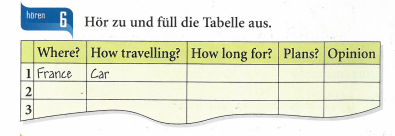 hören 6 Hör zu und füll die Tabelle aus.
Where? How travelling? How long for? Plans? Opinion
1 France Car
2
3